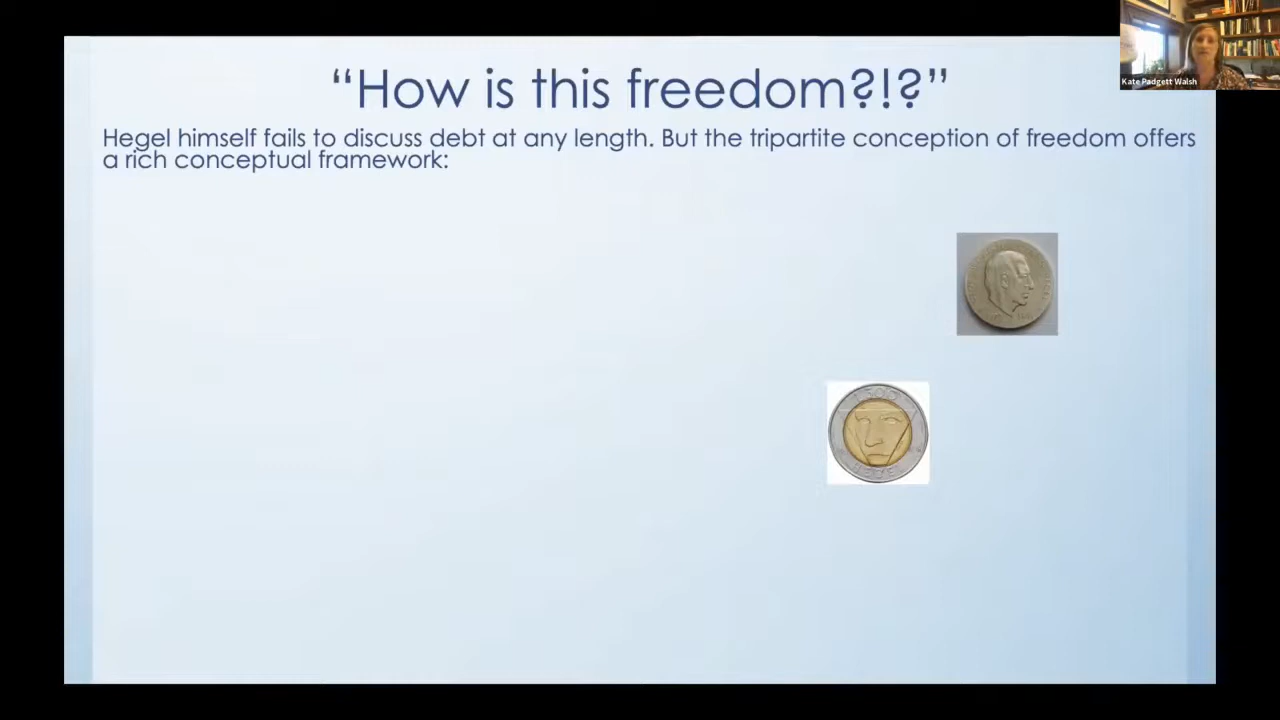 “How is this freedom?!?”
Hegel himself fails to discuss debt at any length. But the tripartite conception of freedom offers
a rich conceptual framework:
Kate Padgett Walsh
HEGEL